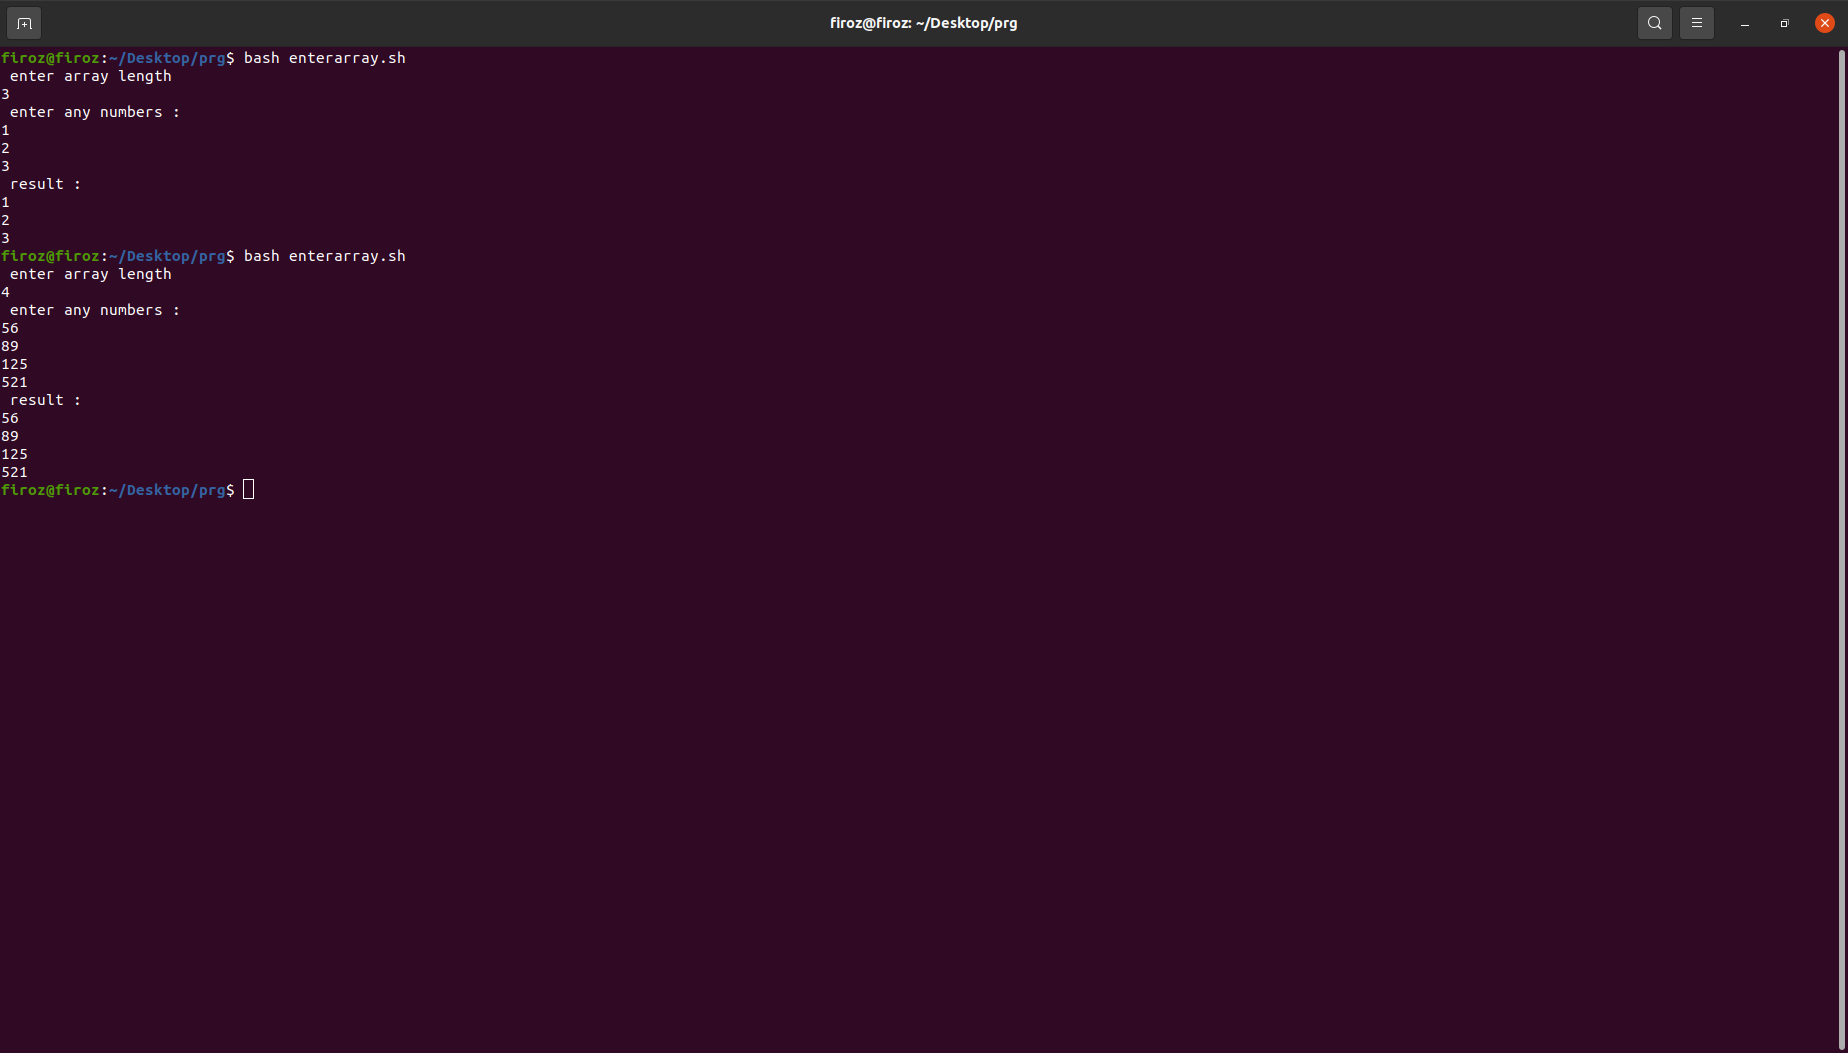 firoz@firoz: ~/Desktop/prg
firoz@firoz:~/Desktop/prg$ bash enterarray.sh
 enter array length
3
 enter any numbers :
1
2
3
 result :
1
2
3
firoz@firoz:~/Desktop/prg$ bash enterarray.sh
 enter array length
4
 enter any numbers :
56
89
125
521
 result :
56
89
125
521
firoz@firoz:~/Desktop/prg$